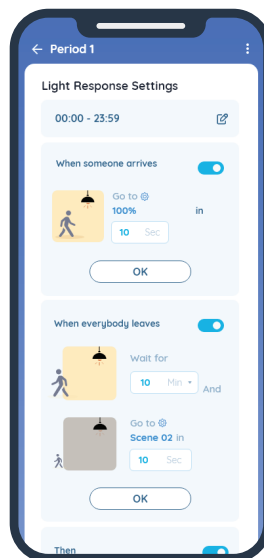 Period 1
Light Response Settings
00:00 - 23:59
When someone arrives
Go to
100% in
10 Sec
OK
When everybody leaves
Wait for
10 Min And
Go to
Scene 02 in
10 Sec
OK
Then